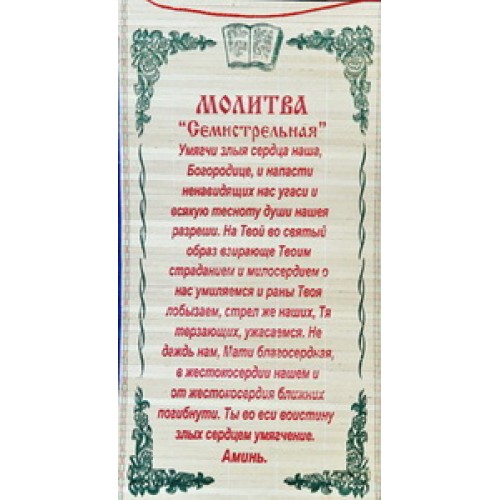 МОЛИТВА
"Семистрельная"
Умягчи злыя сердца наша,
Богородице, и напасти
ненавидящих нас угаси и
всякую тесноту души нашея
разреши. На Твой во святый
образ взирающе Твоим
страданием и милосердием о
нас умиляемся и раны Твоя
лобызаем, стрел же наших, Тя
терзающих, ужасаемся. Не
даждь нам, Мати благосердная,
в жестокосердии нашем и
от жестокосердия ближних
погибнути. Ты во еси воистину
злых сердцем умягчение.
Аминь.